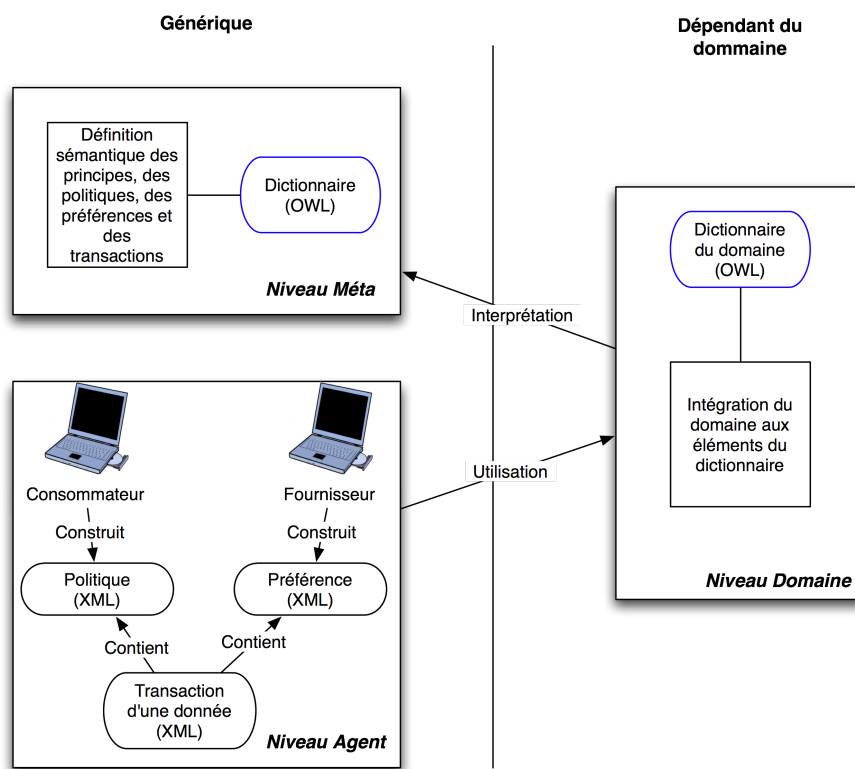 Générique
Dépendant du
dommaine
Définition
sémantique des
principes, des
politiques, des
préférences et
des
transactions
Dictionnaire
(OWL)
Niveau Méta
Dictionnaire
du domaine
(OWL)
Interprétation
Intégration du
domaine aux
éléments du
dictionnaire
Niveau Domaine
Utilisation
Consommateur
Fournisseur
Construit
Construit
Politique
(XML)
Préférence
(XML)
Contient
Contient
Transaction
d'une donnée
(XML)
Niveau Agent